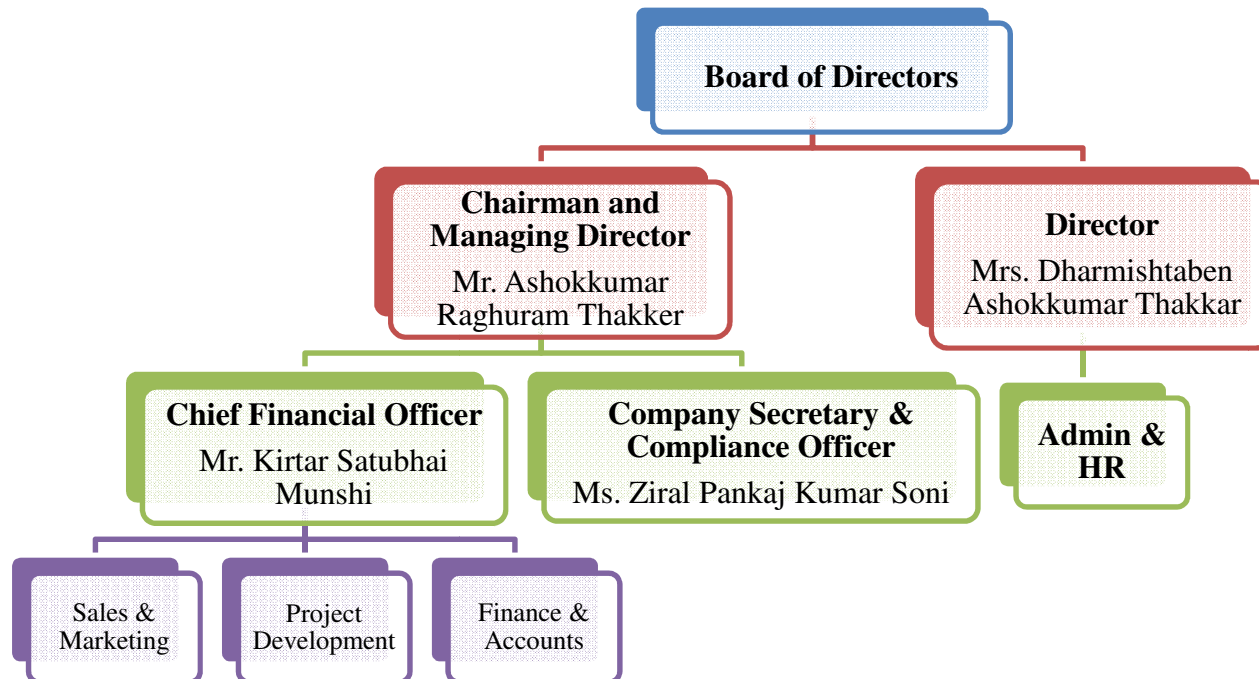 Board of Directors
Chairman and
Managing Director
Mr. Ashokkumar
Raghuram Thakker
Director
Mrs. Dharmishtaben
Ashokkumar Thakkar
Chief Financial Officer
Mr. Kirtar Satubhai
Munshi
Company Secretary &
Compliance Officer
Ms. Ziral Pankaj Kumar Soni
Admin &
HR
Sales &
Marketing
Project
Development
Finance &
Accounts